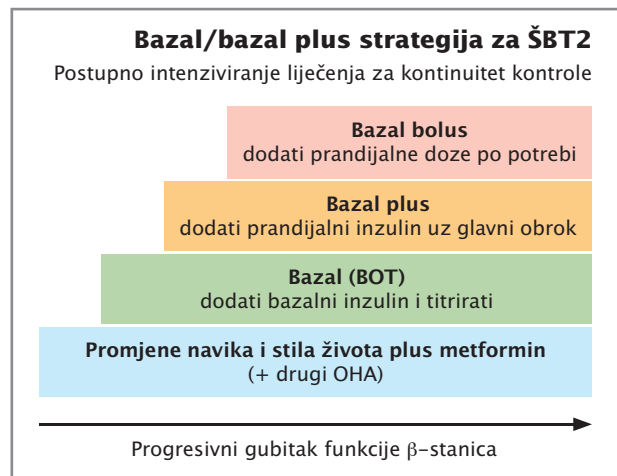 Bazal/bazal plus strategija za ŠBT2
Postupno intenziviranje liječenja za kontinuitet kontrole
Bazal bolus
dodati prandijalne doze po potrebi
Bazal plus
dodati prandijalni inzulin uz glavni obrok
Bazal (BOT)
dodati bazalni inzulin i titrirati
Promjene navika i stila života plus metformin
(+ drugi OHA)
Progresivni gubitak funkcije β-stanica